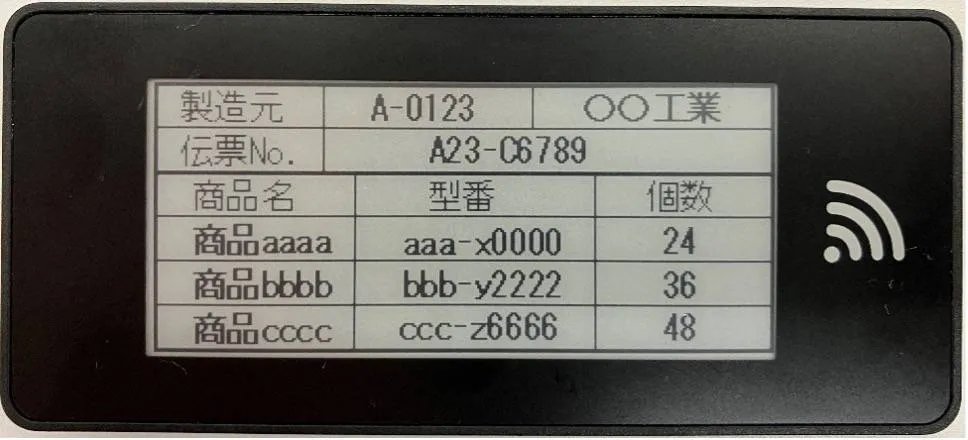 製造元 A-0123 〇〇工業
伝票No. A23-C6789
商品名 型番 個数
商品aaaa aaa-x0000 24
商品bbbb bbb-y2222 36
商品cccc ccc-z6666 48